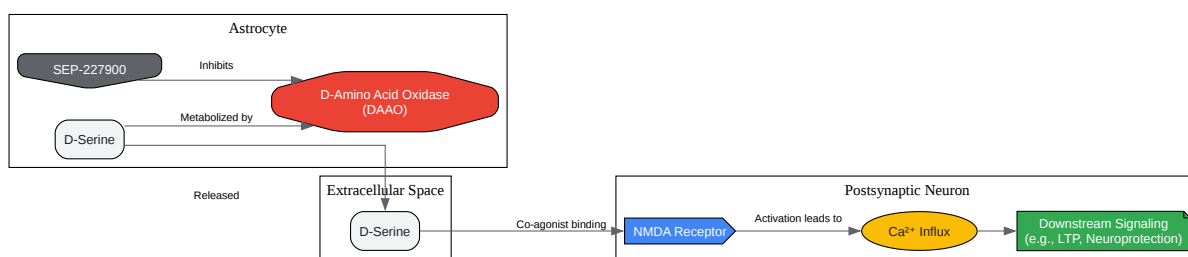 Astrocyte
SEP-227900
Inhibits
D-Amino Acid Oxidase
(DAAO)
Metabolized by
D-Serine
Released
Extracellular Space
D-Serine
Co-agonist binding
Postsynaptic Neuron
NMDA Receptor
Activation leads to
Ca²⁺ Influx
Downstream Signaling
(e.g., LTP, Neuroprotection)